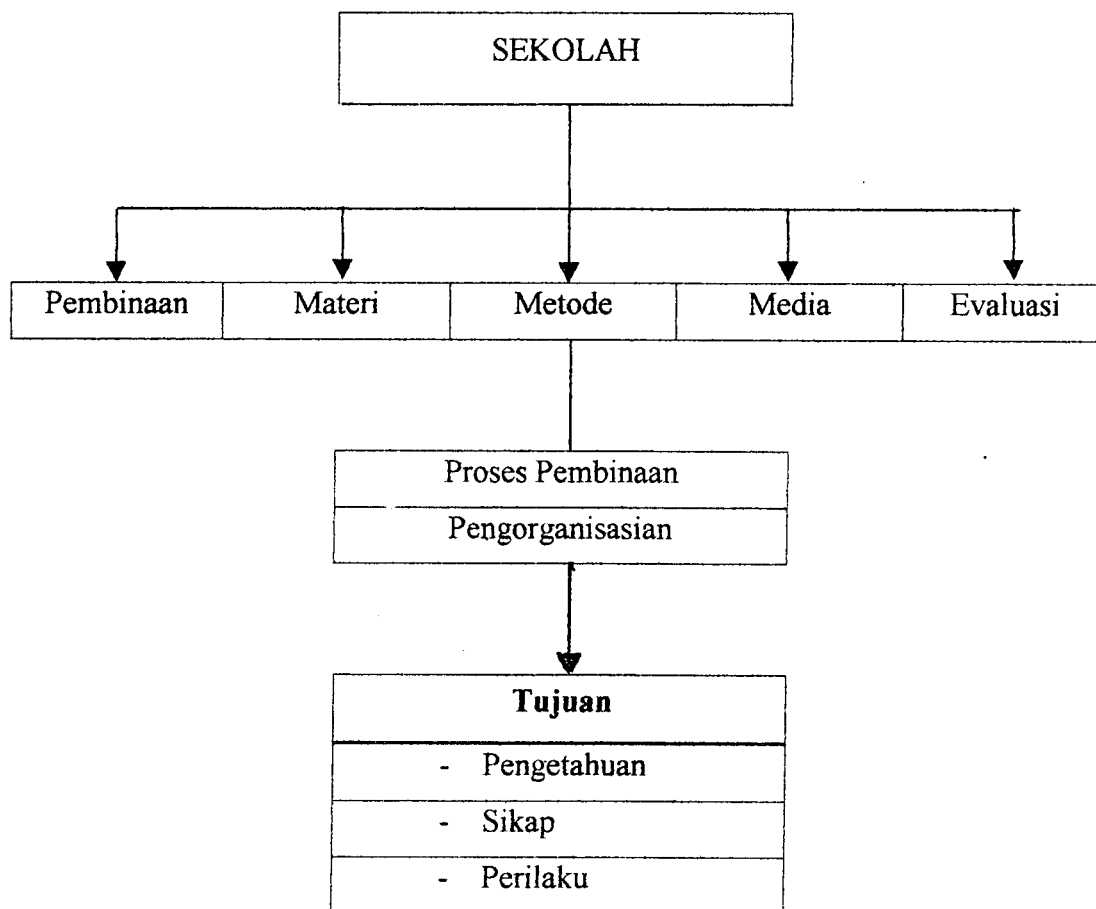 SEKOLAH
Pembinaan Materi Metode Media Evaluasi
Proses Pembinaan
Pengorganisasian
Tujuan
- Pengetahuan
- Sikap
- Perilaku